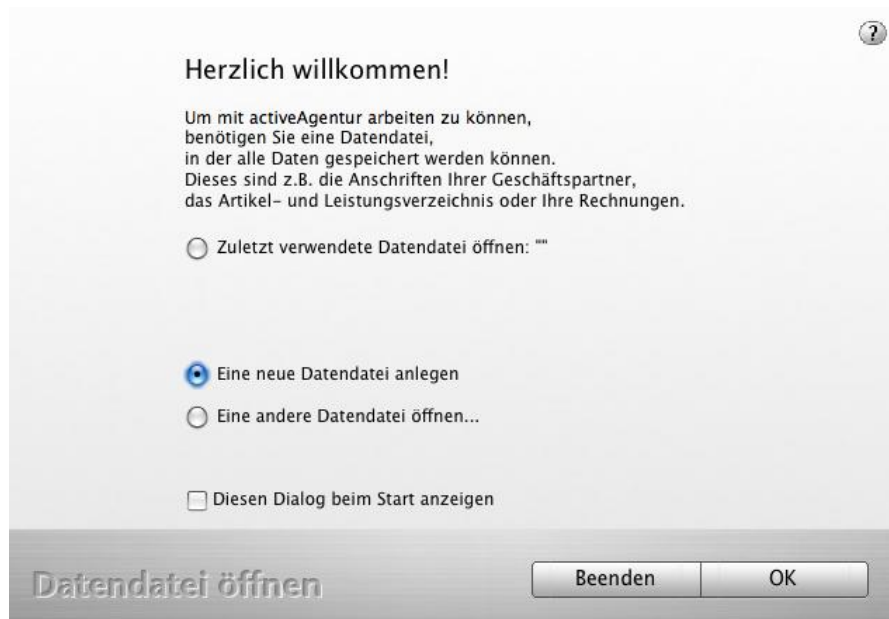 ?
Herzlich willkommen!
Um mit activeAgentur arbeiten zu können,
benötigen Sie eine Datendatei,
in der alle Daten gespeichert werden können.
Dieses sind z.B. die Anschriften Ihrer Geschäftspartner,
das Artikel- und Leistungsverzeichnis oder Ihre Rechnungen.
Zuletzt verwendete Datendatei öffnen: ""
Eine neue Datendatei anlegen
Eine andere Datendatei öffnen...
Diesen Dialog beim Start anzeigen
Datendatei öffnen
Beenden
OK